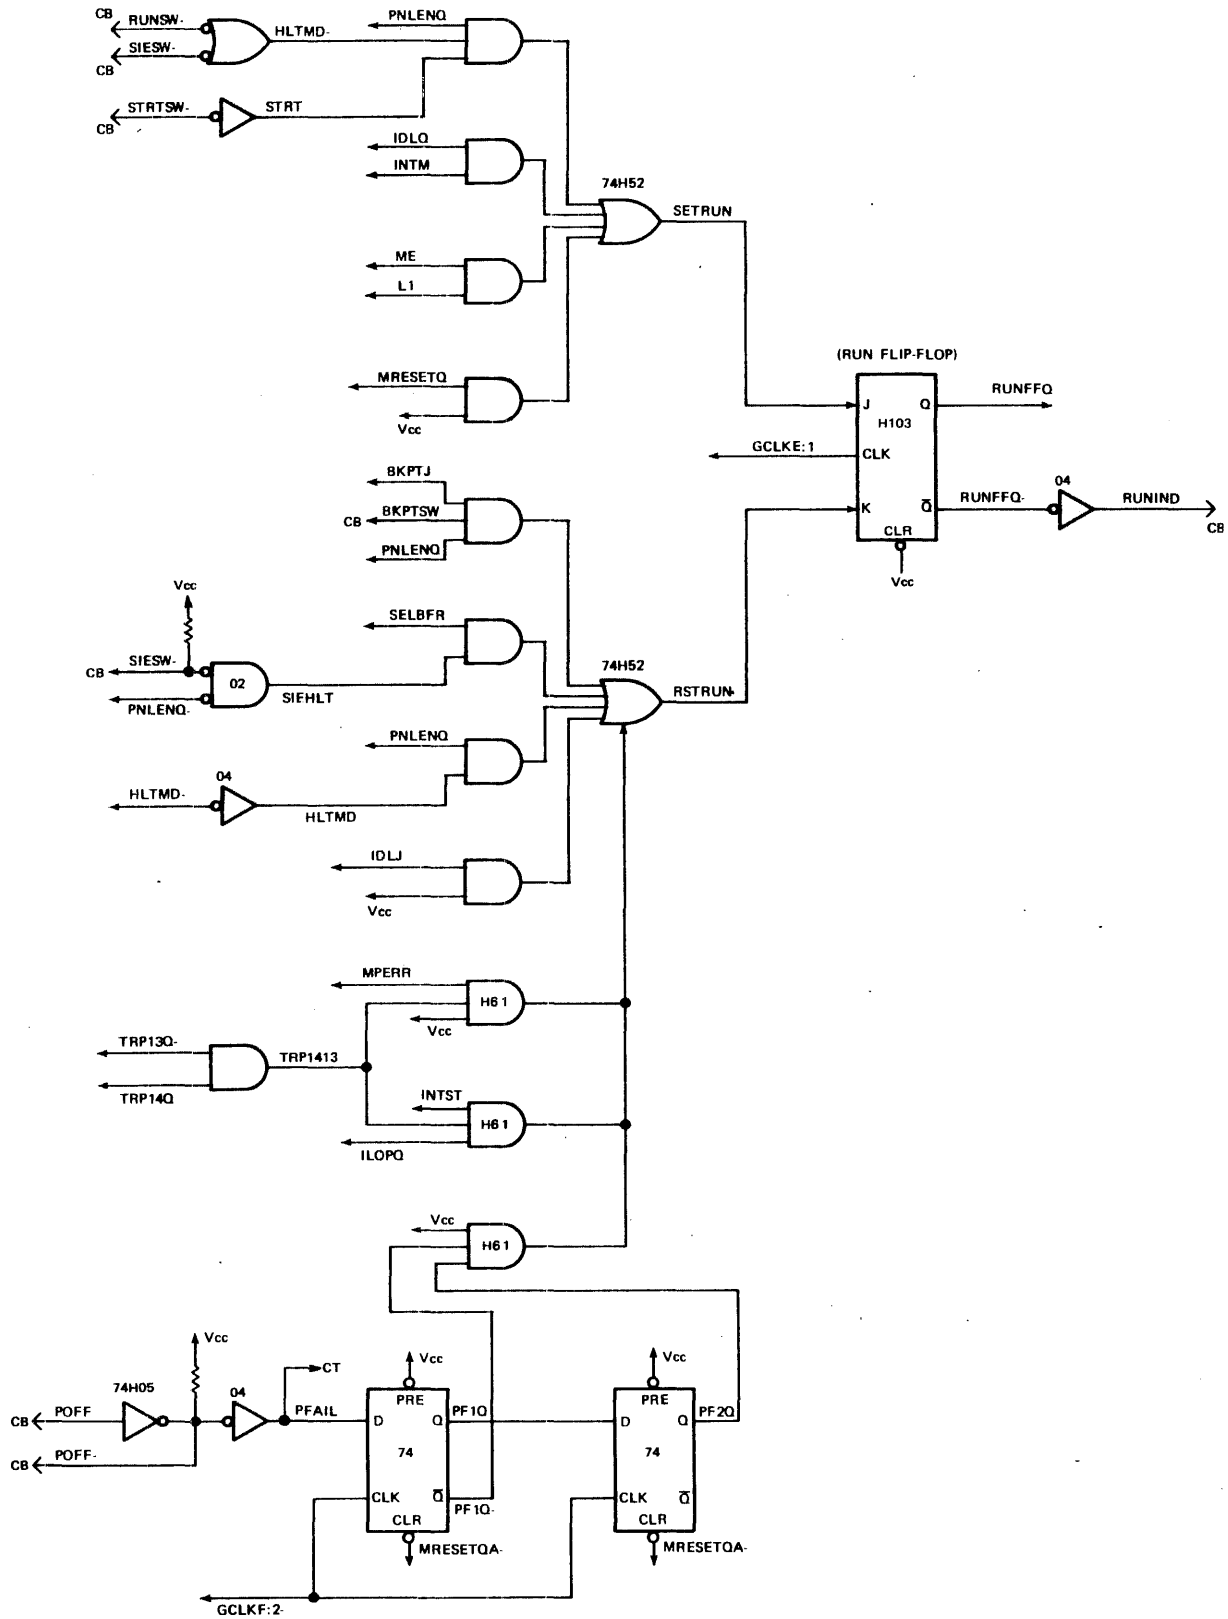 CB
RUNSW-
SIESW-
CB
HLTMD-
PNLENQ
STRTSW-
CB
STRT
IDLQ
INTM
74H52
SETRUN
ME
L1
MRESETQ
Vcc
(RUN FLIP-FLOP)
J
Q
H103
RUNFFQ
GCLKE:1
CLK
K
Q
CLR
Vcc
RUNFFQ-
04
RUNIND
CB
BKPTJ
CB
BKPTSW
PNLENQ
Vcc
SELBFR
CB
SIESW-
02
SIEHLT
PNLENQ-
74H52
RSTRUN
PNLENQ
04
HLTMD-
HLTMD
IDLJ
Vcc
MPERR
H61
Vcc
TRP13Q-
TRP1413
TRP14Q
INTST
H61
ILOPQ
Vcc
H61
Vcc
Vcc
Vcc
CT
74H05
04
PRE
PRE
CB
POFF
PFAIL
D
Q
PF1Q
D
Q
PF2Q
CB
POFF-
74
74
CLK
Q
PF1Q-
CLK
Q
CLR
CLR
MRESETQA-
MRESETQA-
GCLKF:2-